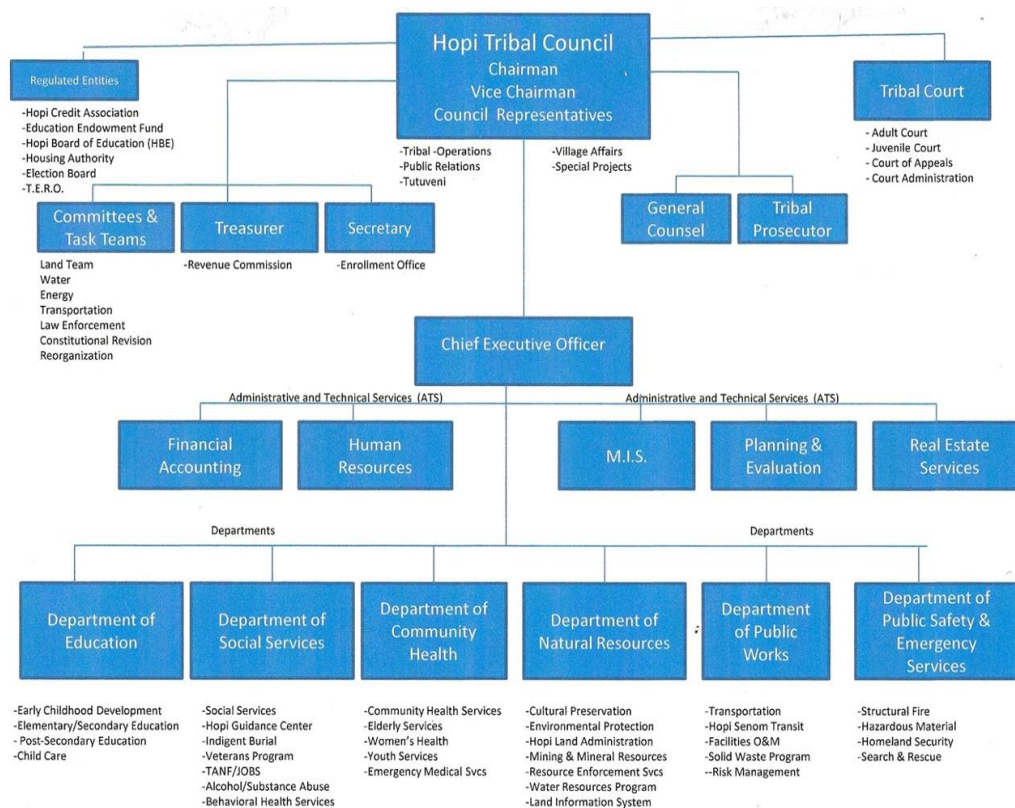 Hopi Tribal Council
Chairman
Vice Chairman
Council Representatives
-Tribal -Operations
-Public Relations
-Tutuveni
-Village Affairs
-Special Projects
Regulated Entities
-Hopi Credit Association
-Education Endowment Fund
-Hopi Board of Education (HBE)
-Housing Authority
-Election Board
-T.E.R.O.
Tribal Court
- Adult Court
- Juvenile Court
- Court of Appeals
- Court Administration
Committees &
Task Teams
Land Team
Water
Energy
Transportation
Law Enforcement
Constitutional Revision
Reorganization
Treasurer
-Revenue Commission
Secretary
-Enrollment Office
General
Counsel
Tribal
Prosecutor
Chief Executive Officer
Administrative and Technical Services (ATS)
Administrative and Technical Services (ATS)
Financial
Accounting
Human
Resources
M.I.S.
Planning &
Evaluation
Real Estate
Services
Departments
Departments
Department of
Education
-Early Childhood Development
-Elementary/Secondary Education
- Post-Secondary Education
-Child Care
Department of
Social Services
-Social Services
-Hopi Guidance Center
-Indigent Burial
-Veterans Program
-TANF/JOBS
-Alcohol/Substance Abuse
-Behavioral Health Services
Department of
Community
Health
-Community Health Services
-Elderly Services
-Women's Health
-Youth Services
-Emergency Medical Svcs
Department of
Natural Resources
-Cultural Preservation
-Environmental Protection
-Hopi Land Administration
-Mining & Mineral Resources
-Resource Enforcement Svcs
-Water Resources Program
-Land Information System
Department
of Public
Works
-Transportation
-Hopi Senom Transit
-Facilities O&M
-Solid Waste Program
--Risk Management
Department of
Public Safety &
Emergency
Services
-Structural Fire
-Hazardous Material
-Homeland Security
-Search & Rescue